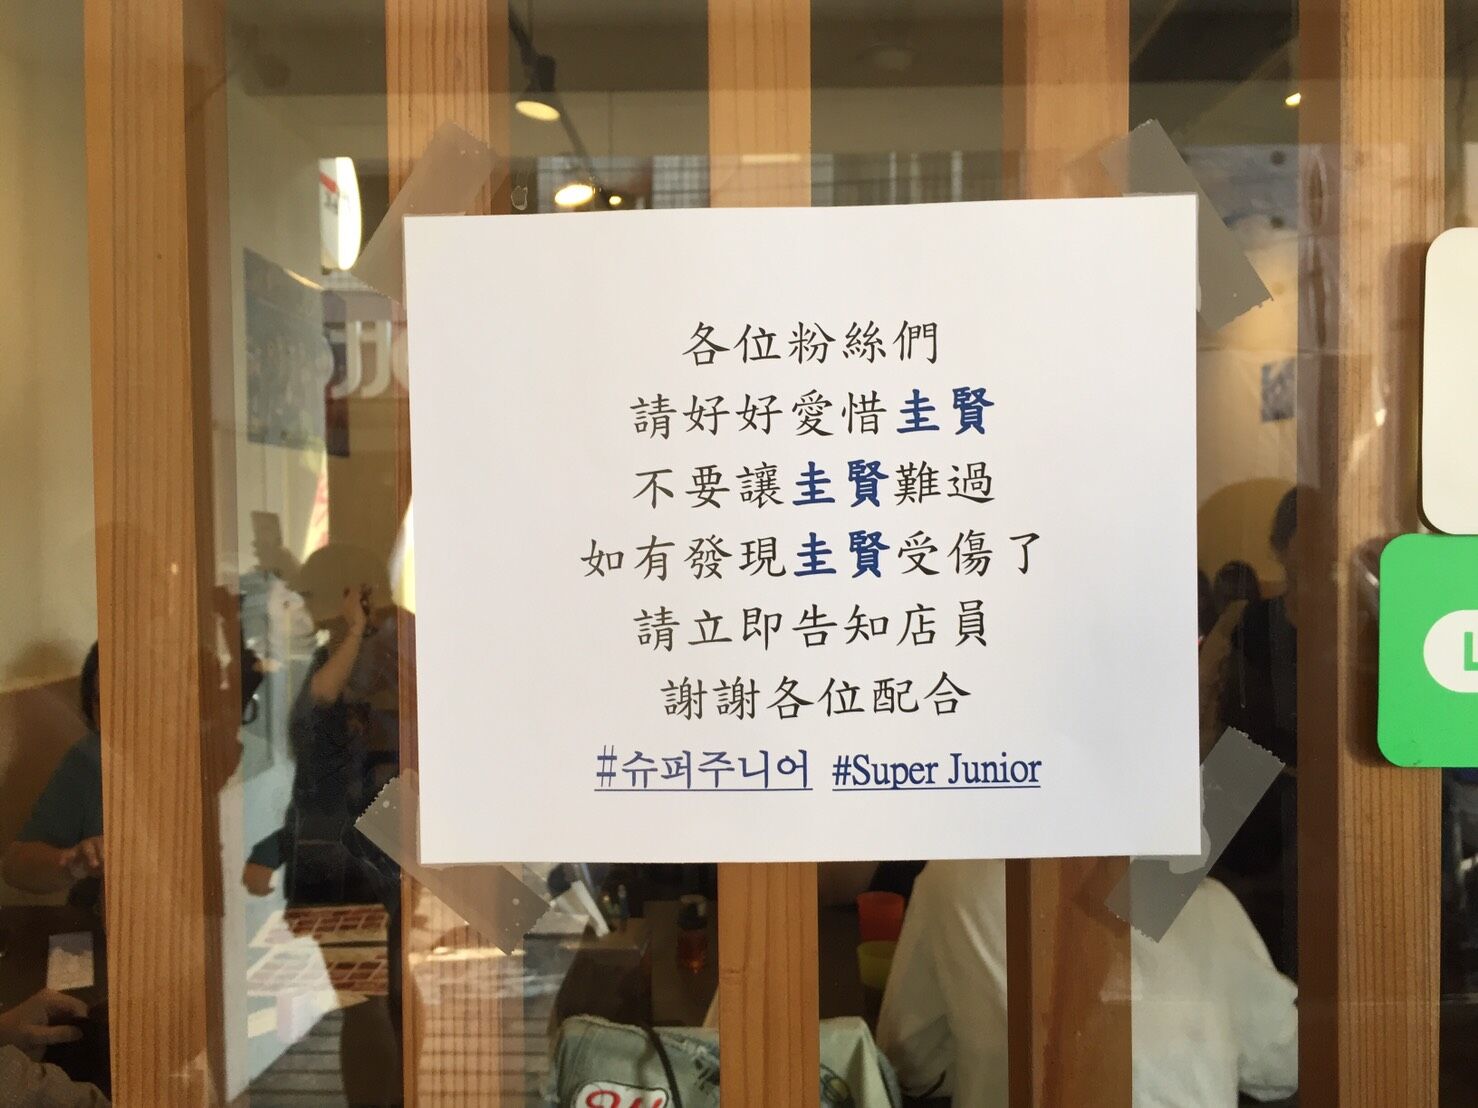 各位粉絲們
請好好愛惜圭賢
不要讓圭賢難過
如有發現圭賢受傷了
請立即告知店員
謝謝各位配合
#슈퍼주니어 #Super Junior